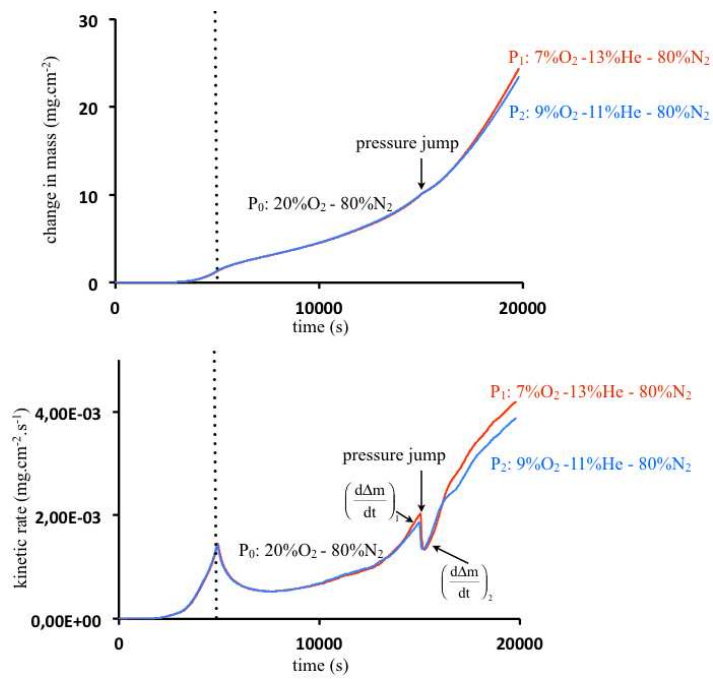 30
P₁: 7%O₂ -13%He - 80%N₂
20
P₂: 9%O₂ -11%He - 80%N₂
change in mass (mg.cm⁻²)
pressure jump
10
P₀: 20%O₂ - 80%N₂
0
0
10000
20000
time (s)
4,00E-03
P₁: 7%O₂ -13%He - 80%N₂
kinetic rate (mg.cm⁻².s⁻¹)
pressure jump
P₂: 9%O₂ -11%He - 80%N₂
(dΔm/dt)₁
2,00E-03
P₀: 20%O₂ - 80%N₂
(dΔm/dt)₂
0,00E+00
0
10000
20000
time (s)